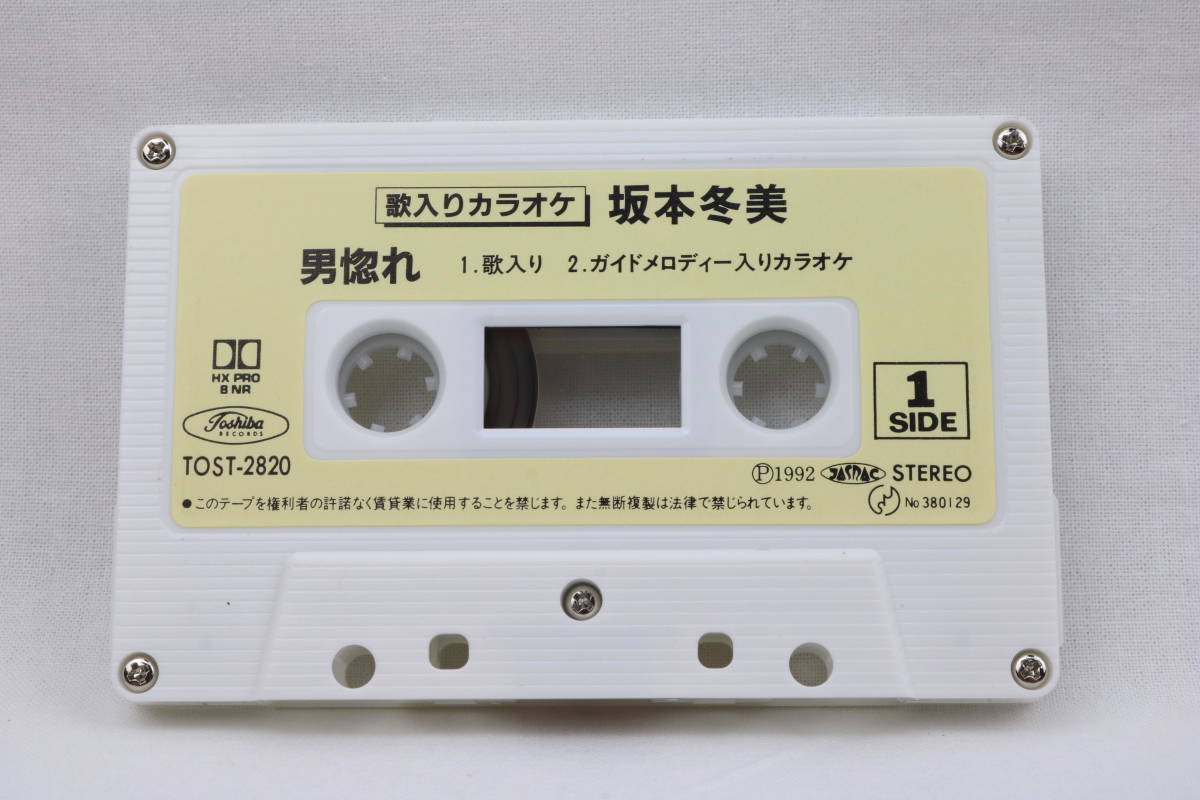 歌入りカラオケ 坂本冬美
男惚れ 1.歌入り 2.ガイドメロディー入りカラオケ
HX PRO
B NR
1
SIDE
Toshiba
RECORDS
TOST-2820
Ⓟ1992 JASRAC STEREO
●このテープを権利者の許諾なく賃貸業に使用することを禁じます。また無断複製は法律で禁じられています。
No 380129